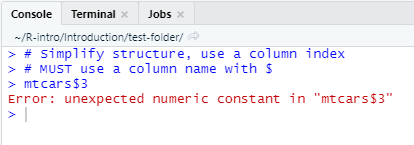 Console Terminal × Jobs ×
~/R-intro/Introduction/test-folder/
> # Simplify structure, use a column index
> # MUST use a column name with $
> mtcars$3
Error: unexpected numeric constant in "mtcars$3"
>